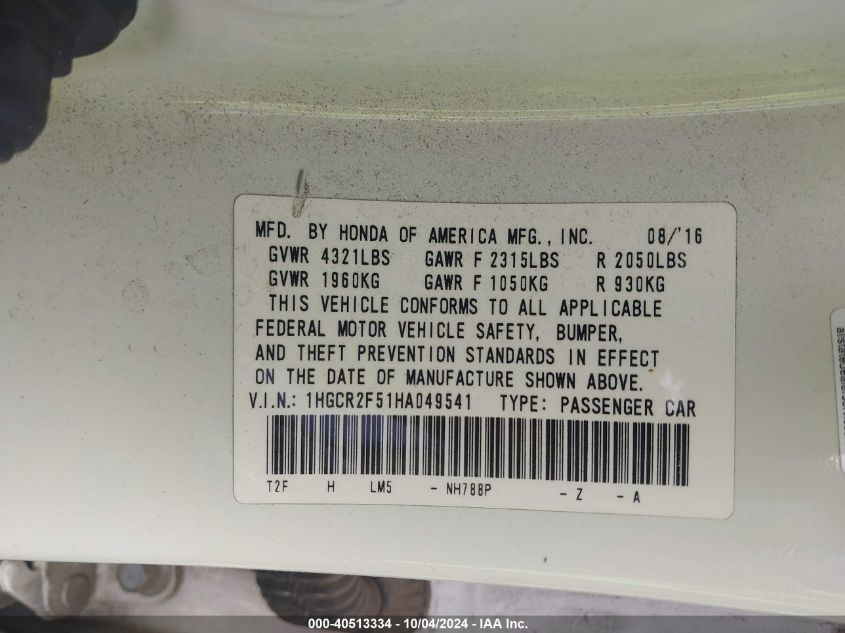 MFD. BY HONDA OF AMERICA MFG., INC. 08/'16
GVWR 4321LBS GAWR F 2315LBS R 2050LBS
GVWR 1960KG GAWR F 1050KG R 930KG
THIS VEHICLE CONFORMS TO ALL APPLICABLE
FEDERAL MOTOR VEHICLE SAFETY, BUMPER,
AND THEFT PREVENTION STANDARDS IN EFFECT
ON THE DATE OF MANUFACTURE SHOWN ABOVE.
V.I.N.: 1HGCR2F51HA049541 TYPE: PASSENGER CAR
T2F H LM5 - NH788P - Z - A
000-40513334 - 10/04/2024 - IAA Inc.